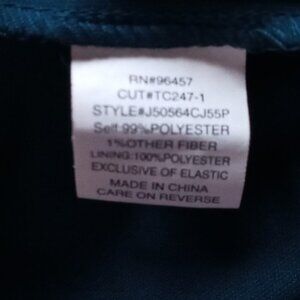 RN#96457
CUT#TC247-1
STYLE#J50564CJ55P
Self:99%POLYESTER
1%OTHER FIBER
LINING:100%POLYESTER
EXCLUSIVE OF ELASTIC
MADE IN CHINA
CARE ON REVERSE